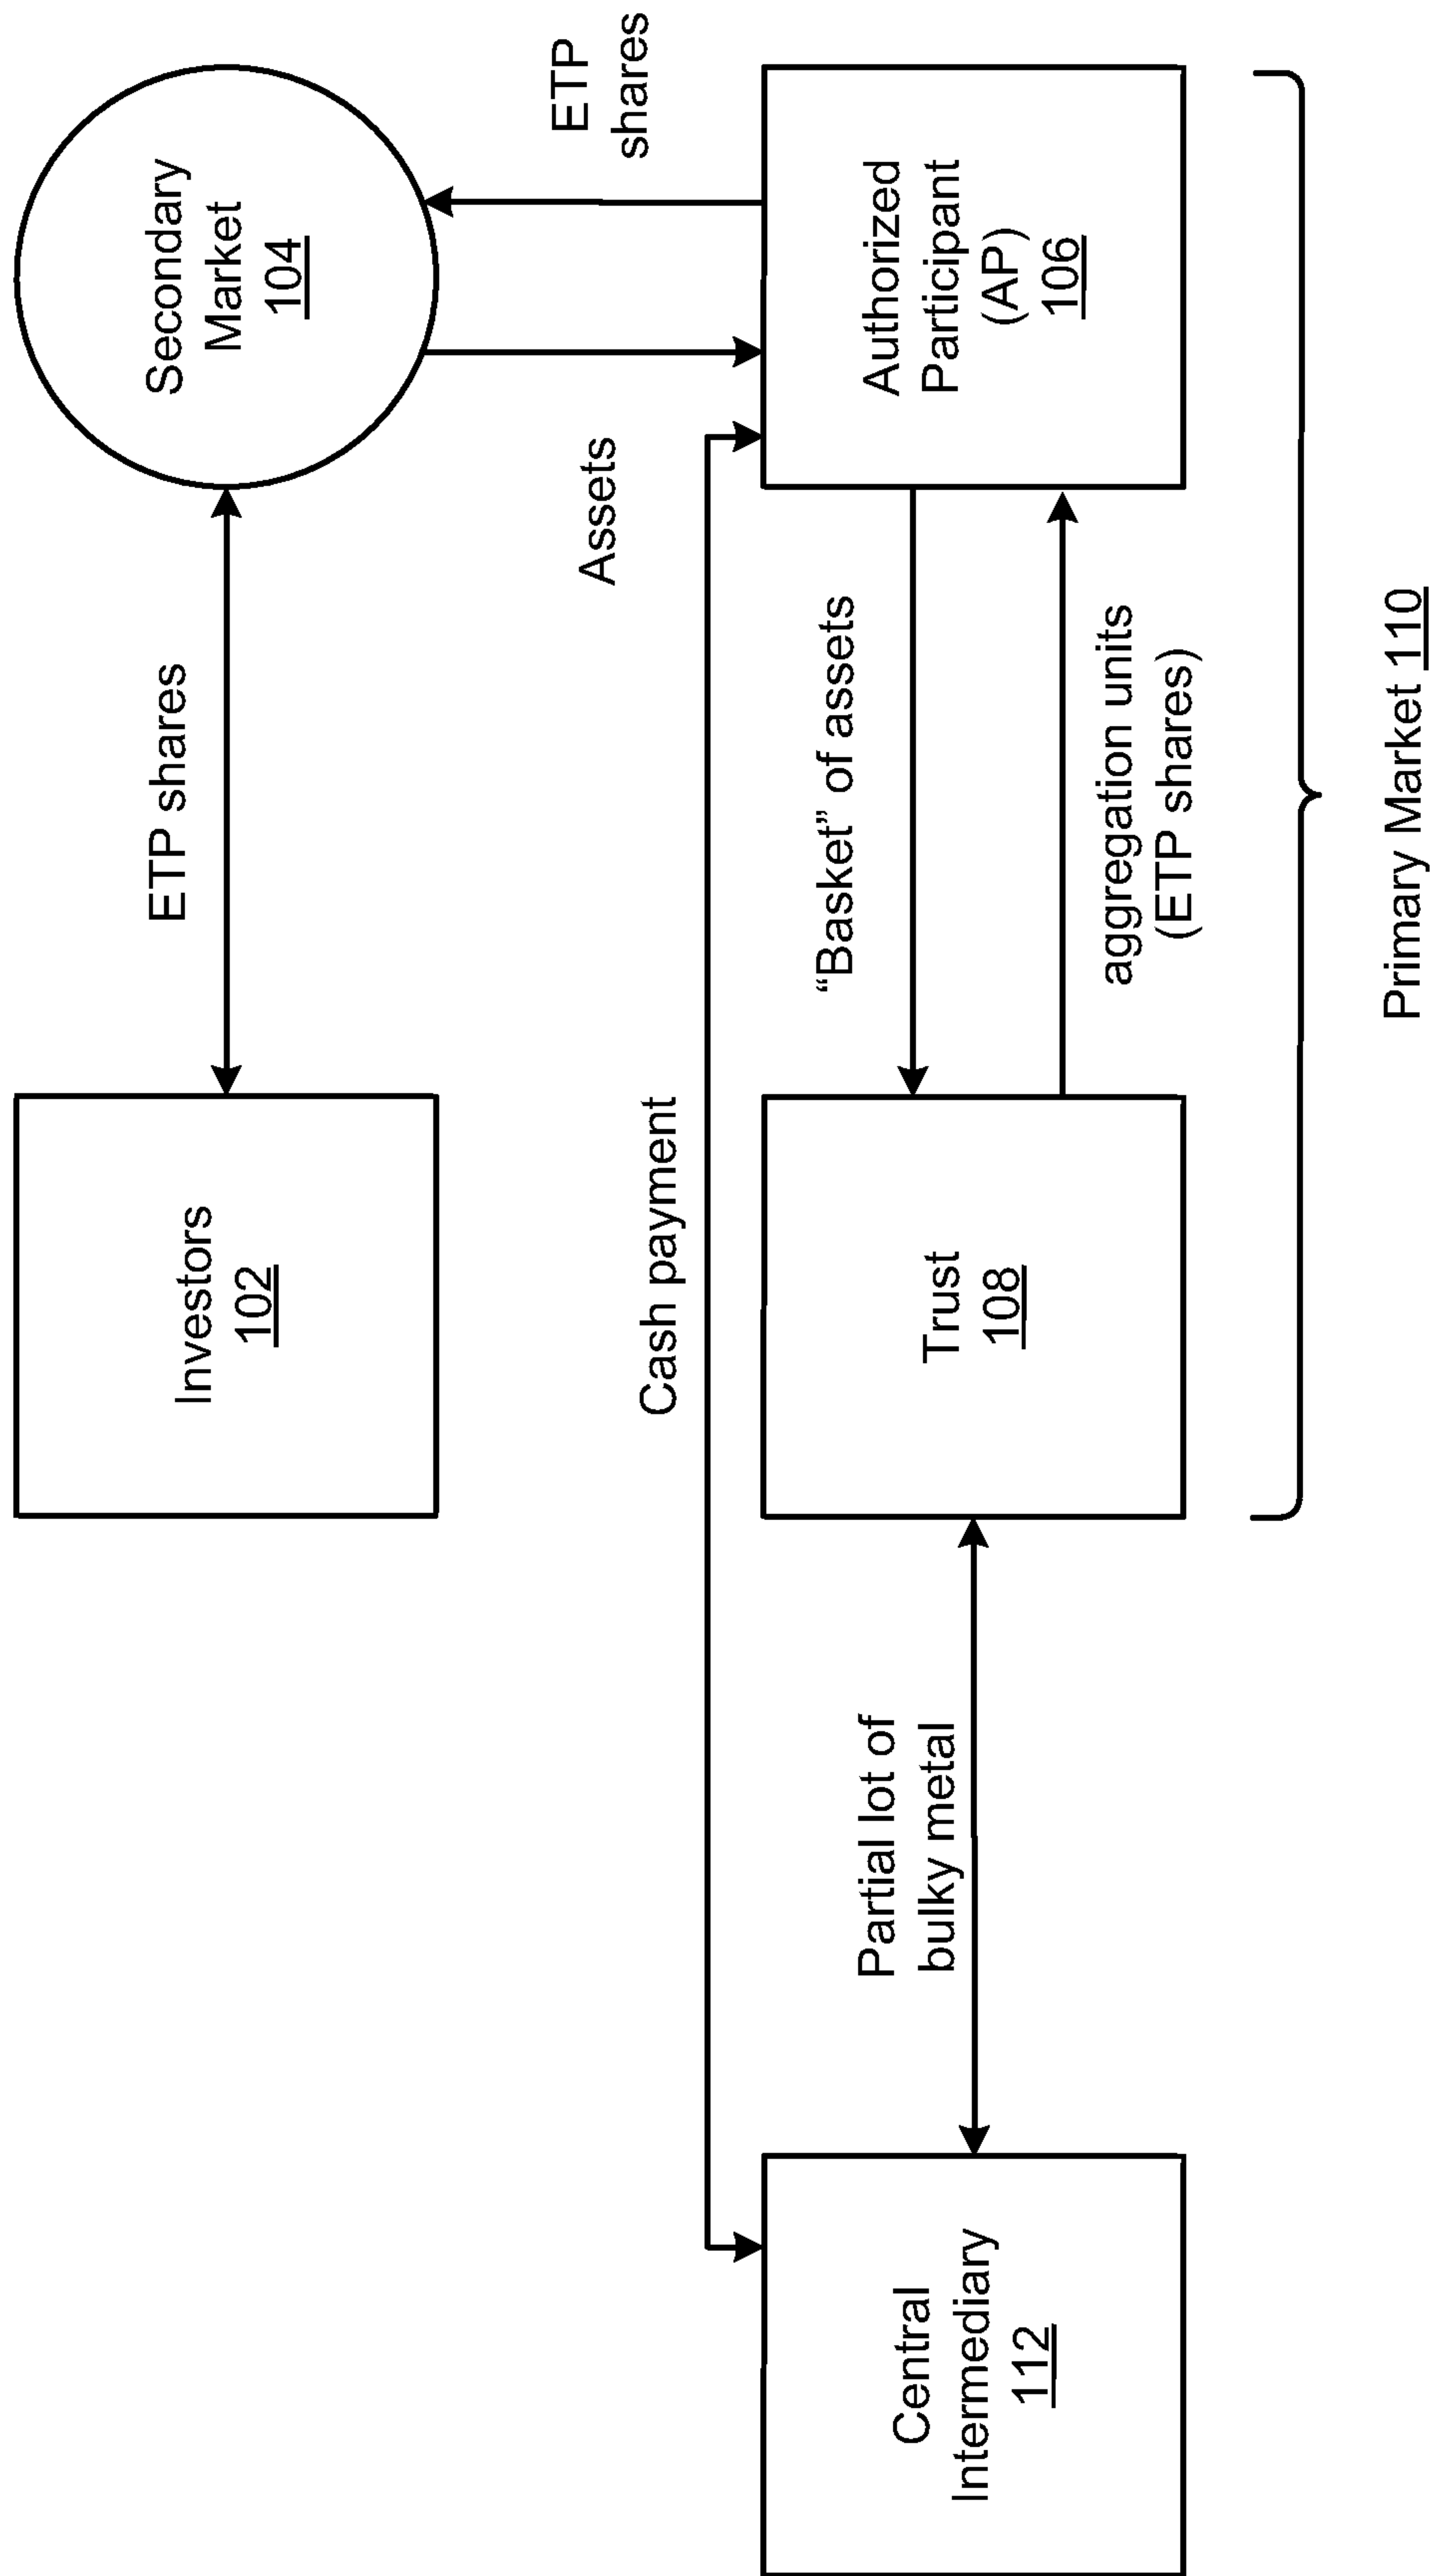 Investors
102
ETP shares
Secondary
Market
104
Cash payment
Assets
ETP
shares
Central
Intermediary
112
Partial lot of
bulky metal
Trust
108
“Basket” of assets
aggregation units
(ETP shares)
Authorized
Participant
(AP)
106
Primary Market 110